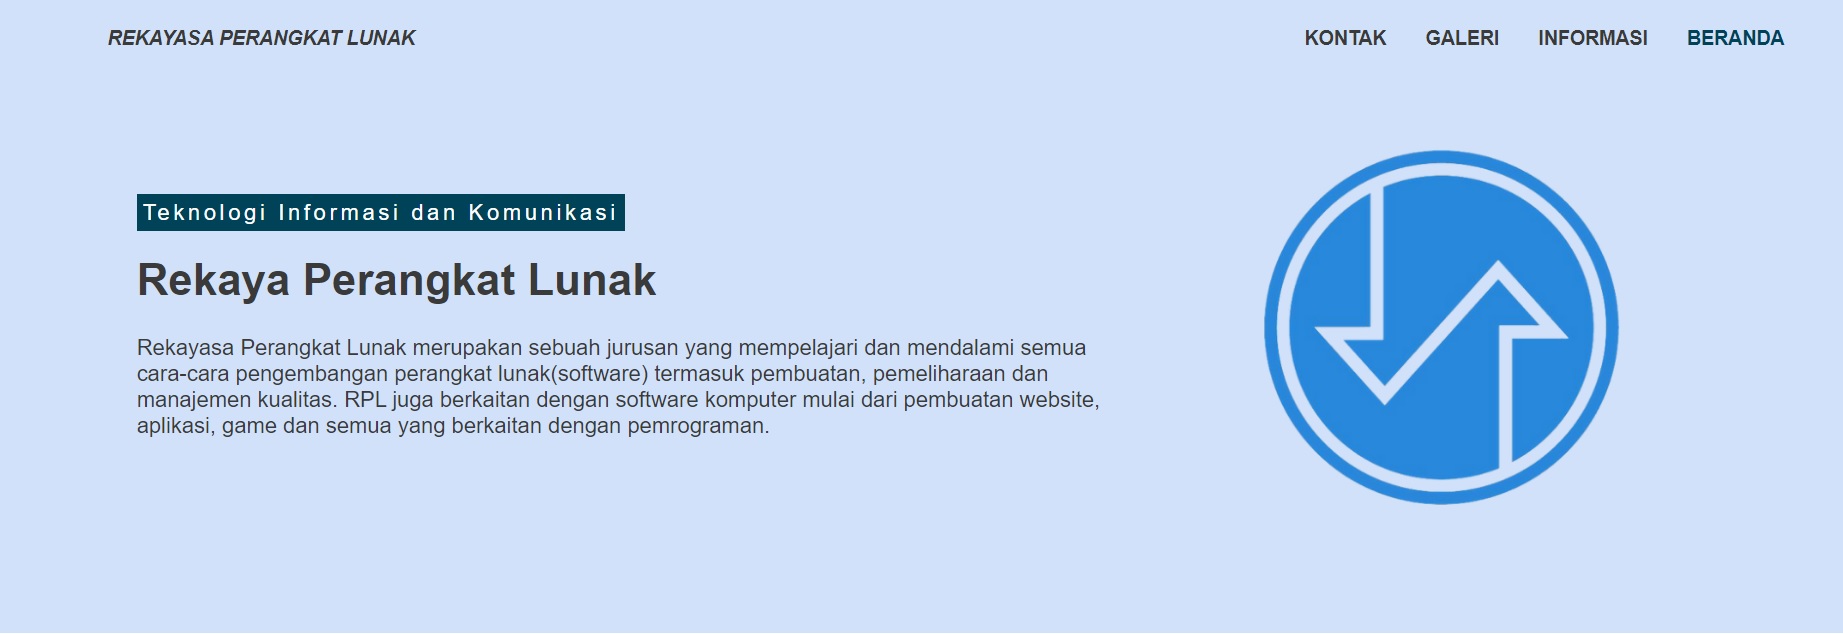 REKAYASA PERANGKAT LUNAK
KONTAK GALERI INFORMASI BERANDA
Teknologi Informasi dan Komunikasi
Rekaya Perangkat Lunak
Rekayasa Perangkat Lunak merupakan sebuah jurusan yang mempelajari dan mendalami semua
cara-cara pengembangan perangkat lunak(software) termasuk pembuatan, pemeliharaan dan
manajemen kualitas. RPL juga berkaitan dengan software komputer mulai dari pembuatan website,
aplikasi, game dan semua yang berkaitan dengan pemrograman.